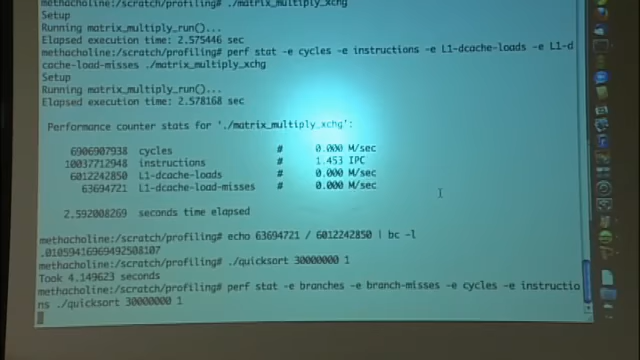 methacholine:/scratch/profiling# ./matrix_multiply_xchg
Setup
Running matrix_multiply_run()...
Elapsed execution time: 2.575446 sec
methacholine:/scratch/profiling# perf stat -e cycles -e instructions -e L1-dcache-loads -e L1-d
cache-load-misses ./matrix_multiply_xchg
Setup
Running matrix_multiply_run()...
Elapsed execution time: 2.578168 sec
Performance counter stats for './matrix_multiply_xchg':
6906907938 cycles # 0.000 M/sec
10037712948 instructions # 1.453 IPC
6012242850 L1-dcache-loads # 0.000 M/sec
63694721 L1-dcache-load-misses # 0.000 M/sec
2.592008269 seconds time elapsed
methacholine:/scratch/profiling# echo 63694721 / 6012242850 | bc -l
.01059416969492508107
methacholine:/scratch/profiling# ./quicksort 30000000 1
Took 4.149623 seconds
methacholine:/scratch/profiling# perf stat -e branches -e branch-misses -e cycles -e instructio
ns ./quicksort 30000000 1